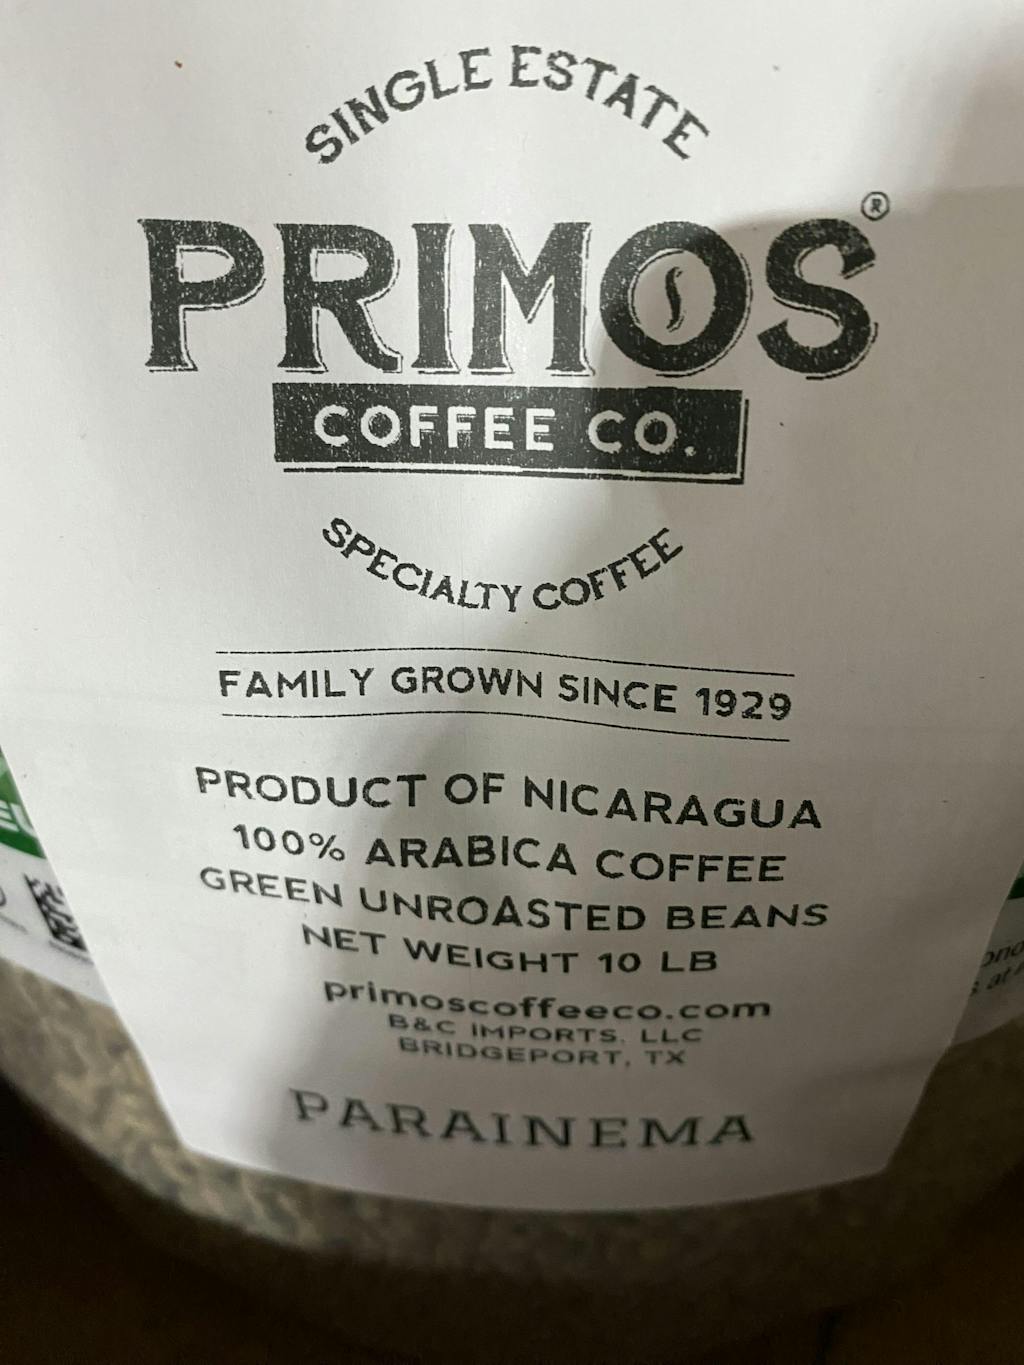 SINGLE ESTATE
PRIMOS®
COFFEE CO.
SPECIALTY COFFEE
FAMILY GROWN SINCE 1929
PRODUCT OF NICARAGUA
100% ARABICA COFFEE
GREEN UNROASTED BEANS
NET WEIGHT 10 LB
primoscoffeeco.com
B&C IMPORTS, LLC
BRIDGEPORT, TX
PARAINEMA